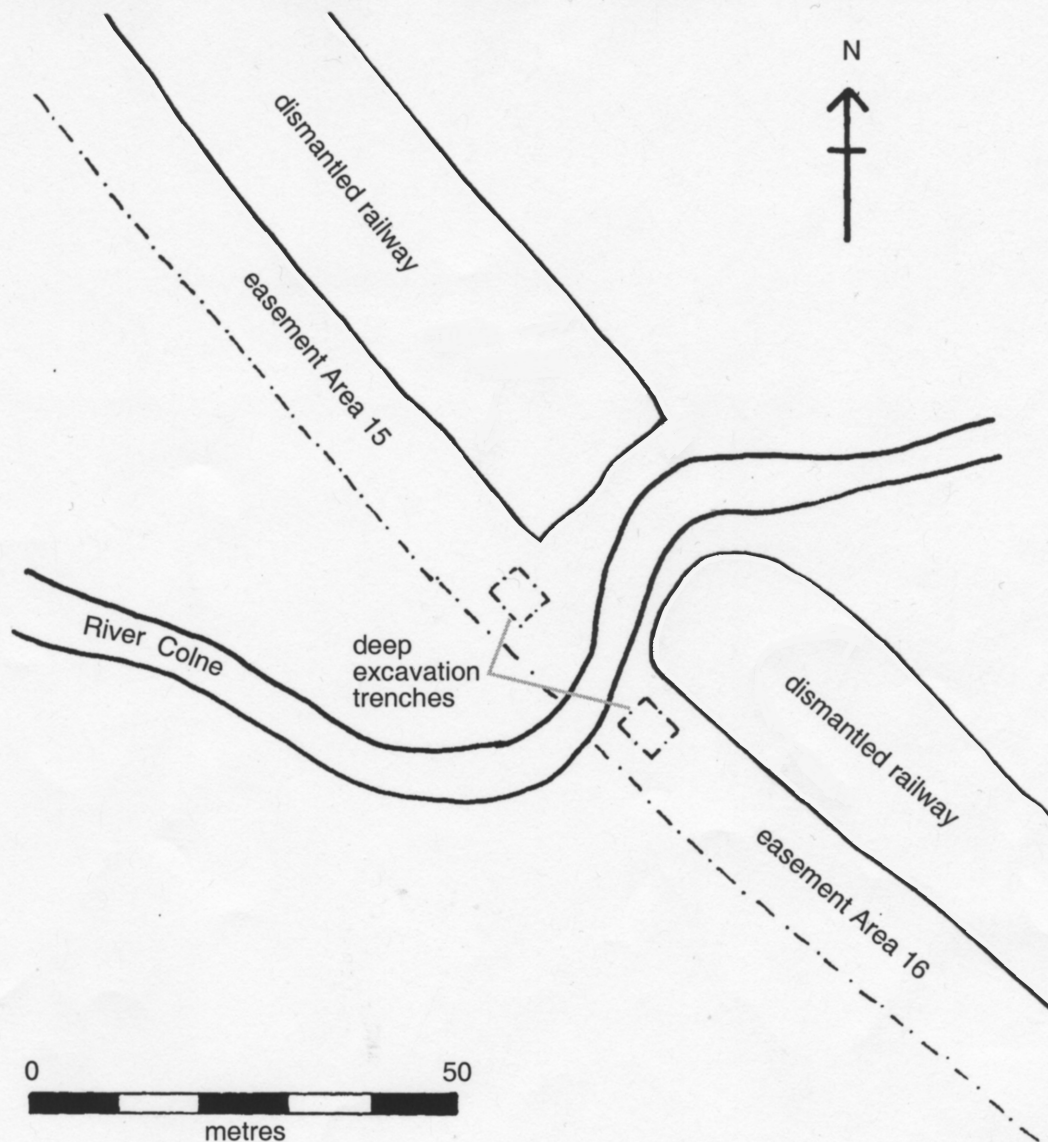 N
dismantled railway
easement Area 15
River Colne
deep
excavation
trenches
dismantled railway
easement Area 16
0 50
metres